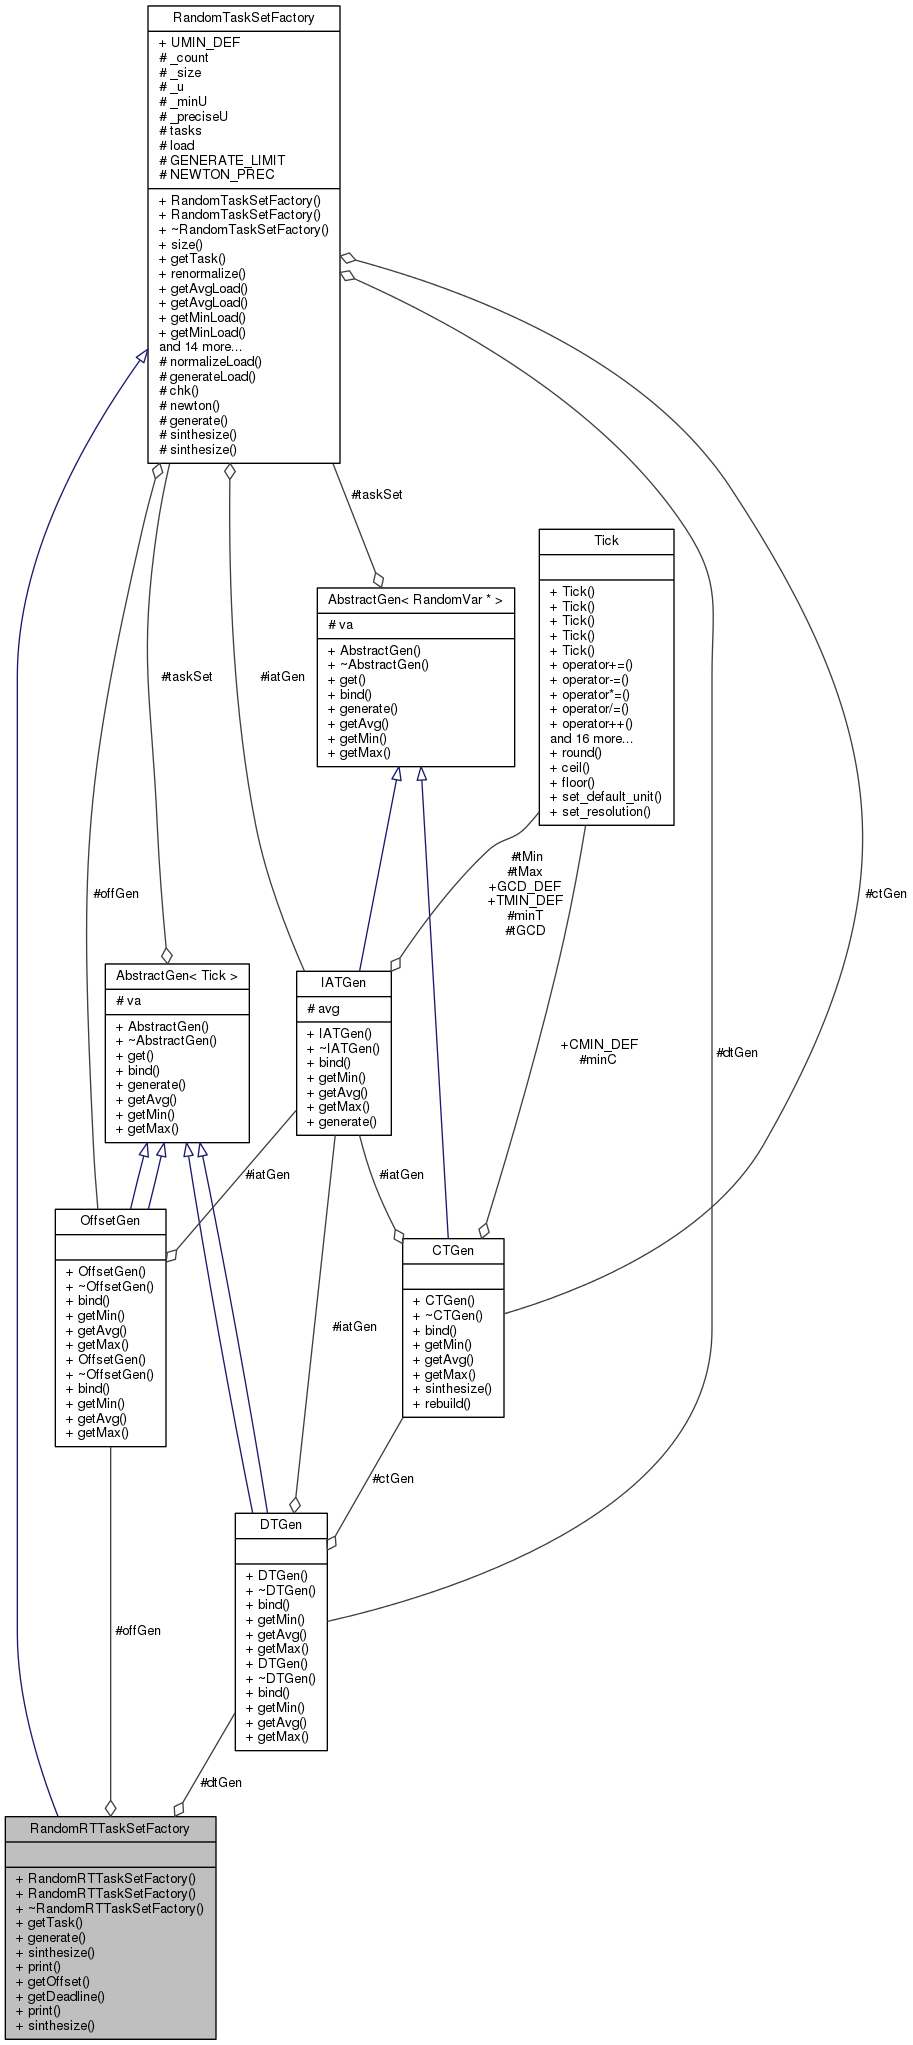 RandomTaskSetFactory
+ UMIN_DEF
# _count
# _size
# _u
# _minU
# _preciseU
# tasks
# load
# GENERATE_LIMIT
# NEWTON_PREC
+ RandomTaskSetFactory()
+ RandomTaskSetFactory()
+ ~RandomTaskSetFactory()
+ size()
+ getTask()
+ renormalize()
+ getAvgLoad()
+ getAvgLoad()
+ getMinLoad()
+ getMinLoad()
and 14 more...
# normalizeLoad()
# generateLoad()
# chk()
# newton()
# generate()
# sinthesize()
# sinthesize()
#taskSet
Tick
+ Tick()
+ Tick()
+ Tick()
+ Tick()
+ Tick()
+ operator+=()
+ operator-=()
+ operator*=()
+ operator/=()
+ operator++()
and 16 more...
+ round()
+ ceil()
+ floor()
+ set_default_unit()
+ set_resolution()
AbstractGen< RandomVar * >
# va
+ AbstractGen()
+ ~AbstractGen()
+ get()
+ bind()
+ generate()
+ getAvg()
+ getMin()
+ getMax()
#taskSet
#iatGen
#tMin
#tMax
+GCD_DEF
+TMIN_DEF
#minT
#tGCD
#offGen
#ctGen
AbstractGen< Tick >
# va
+ AbstractGen()
+ ~AbstractGen()
+ get()
+ bind()
+ generate()
+ getAvg()
+ getMin()
+ getMax()
IATGen
# avg
+ IATGen()
+ ~IATGen()
+ bind()
+ getMin()
+ getAvg()
+ getMax()
+ generate()
+CMIN_DEF
#minC
#dtGen
#iatGen
#iatGen
OffsetGen
+ OffsetGen()
+ ~OffsetGen()
+ bind()
+ getMin()
+ getAvg()
+ getMax()
+ OffsetGen()
+ ~OffsetGen()
+ bind()
+ getMin()
+ getAvg()
+ getMax()
CTGen
+ CTGen()
+ ~CTGen()
+ bind()
+ getMin()
+ getAvg()
+ getMax()
+ sinthesize()
+ rebuild()
#iatGen
#ctGen
DTGen
+ DTGen()
+ ~DTGen()
+ bind()
+ getMin()
+ getAvg()
+ getMax()
+ DTGen()
+ ~DTGen()
+ bind()
+ getMin()
+ getAvg()
+ getMax()
#offGen
#dtGen
RandomRTTaskSetFactory
+ RandomRTTaskSetFactory()
+ RandomRTTaskSetFactory()
+ ~RandomRTTaskSetFactory()
+ getTask()
+ generate()
+ sinthesize()
+ print()
+ getOffset()
+ getDeadline()
+ print()
+ sinthesize()